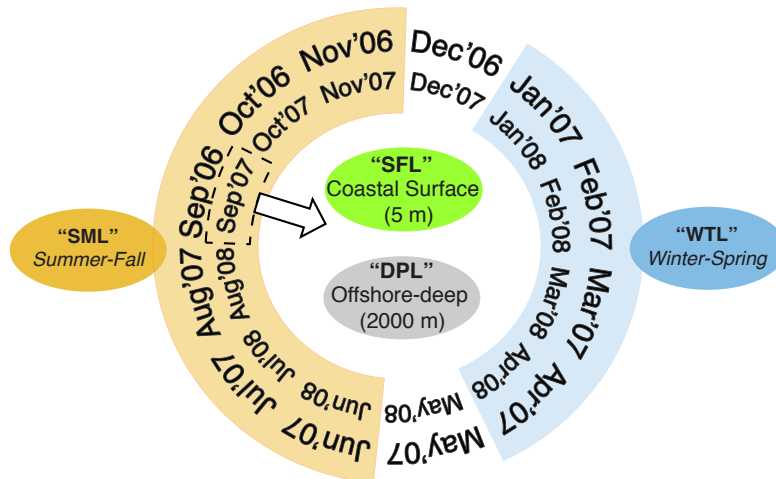 Sep'06
Oct'06
Nov'06
Dec'06
Jan'07
Feb'07
Mar'07
Apr'07
May'07
Jun'07
Jul'07
Aug'07
Sep'07
Oct'07
Nov'07
Dec'07
Jan'08
Feb'08
Mar'08
Apr'08
May'08
Jun'08
Jul'08
Aug'08
“SML”
Summer-Fall
“SFL”
Coastal Surface
(5 m)
“DPL”
Offshore-deep
(2000 m)
“WTL”
Winter-Spring